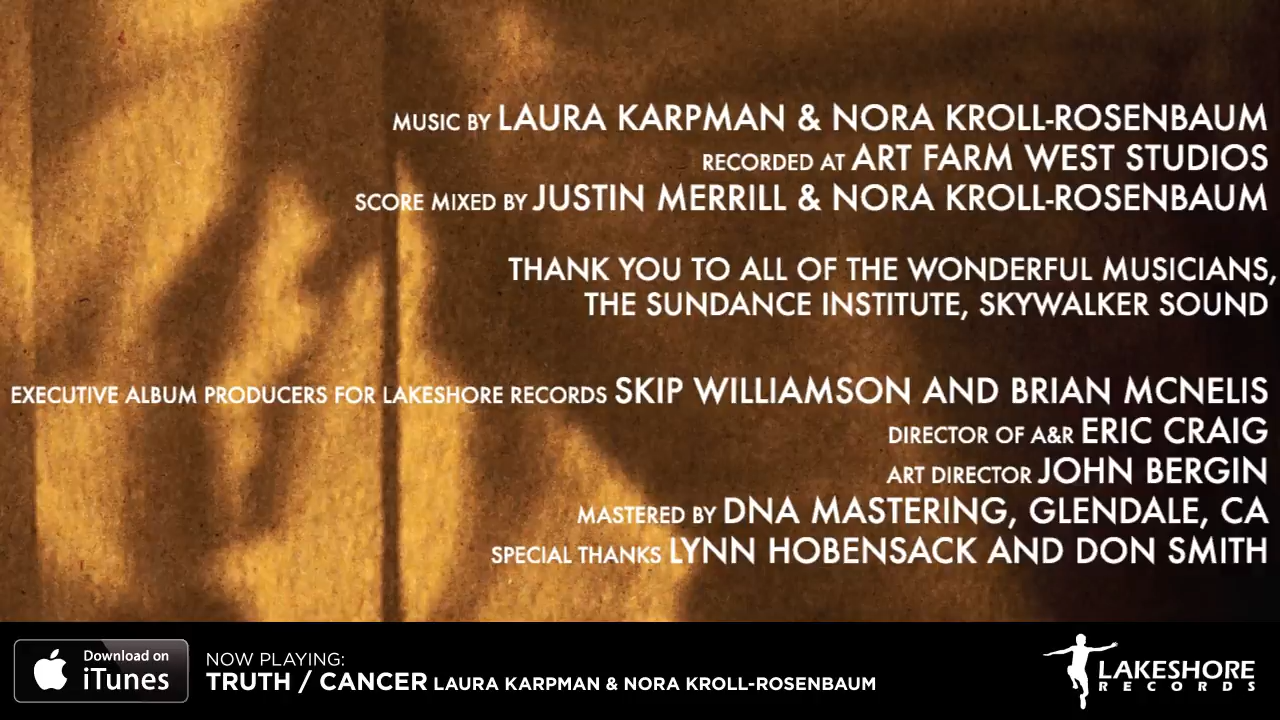 MUSIC BY LAURA KARPMAN & NORA KROLL-ROSENBAUM
RECORDED AT ART FARM WEST STUDIOS
SCORE MIXED BY JUSTIN MERRILL & NORA KROLL-ROSENBAUM
THANK YOU TO ALL OF THE WONDERFUL MUSICIANS,
THE SUNDANCE INSTITUTE, SKYWALKER SOUND
EXECUTIVE ALBUM PRODUCERS FOR LAKESHORE RECORDS SKIP WILLIAMSON AND BRIAN MCNELIS
DIRECTOR OF A&R ERIC CRAIG
ART DIRECTOR JOHN BERGIN
MASTERED BY DNA MASTERING, GLENDALE, CA
SPECIAL THANKS LYNN HOBENSACK AND DON SMITH
Download on
iTunes
NOW PLAYING:
TRUTH / CANCER LAURA KARPMAN & NORA KROLL-ROSENBAUM
LAKESHORE
RECORDS